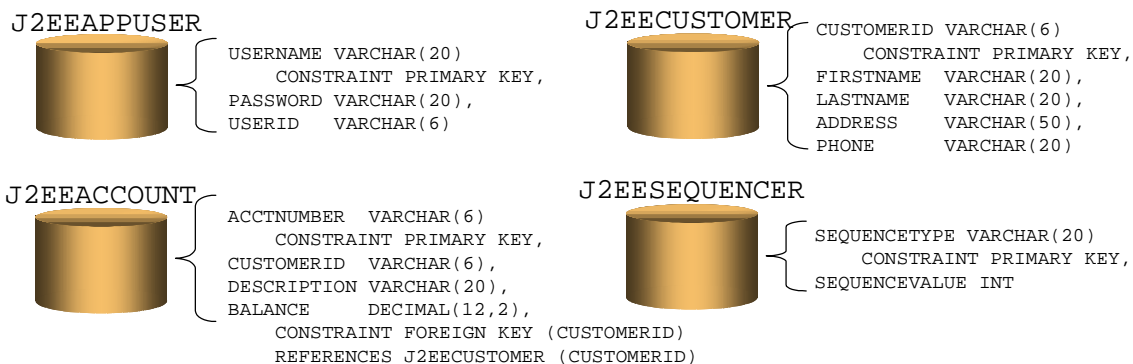 J2EEAPPUSER
USERNAME VARCHAR(20)
CONSTRAINT PRIMARY KEY,
PASSWORD VARCHAR(20),
USERID VARCHAR(6)
J2EECUSTOMER
CUSTOMERID VARCHAR(6)
CONSTRAINT PRIMARY KEY,
FIRSTNAME VARCHAR(20),
LASTNAME VARCHAR(20),
ADDRESS VARCHAR(50),
PHONE VARCHAR(20)
J2EEACCOUNT
ACCTNUMBER VARCHAR(6)
CONSTRAINT PRIMARY KEY,
CUSTOMERID VARCHAR(6),
DESCRIPTION VARCHAR(20),
BALANCE DECIMAL(12,2),
CONSTRAINT FOREIGN KEY (CUSTOMERID)
REFERENCES J2EECUSTOMER (CUSTOMERID)
J2EESEQUENCER
SEQUENCETYPE VARCHAR(20)
CONSTRAINT PRIMARY KEY,
SEQUENCEVALUE INT